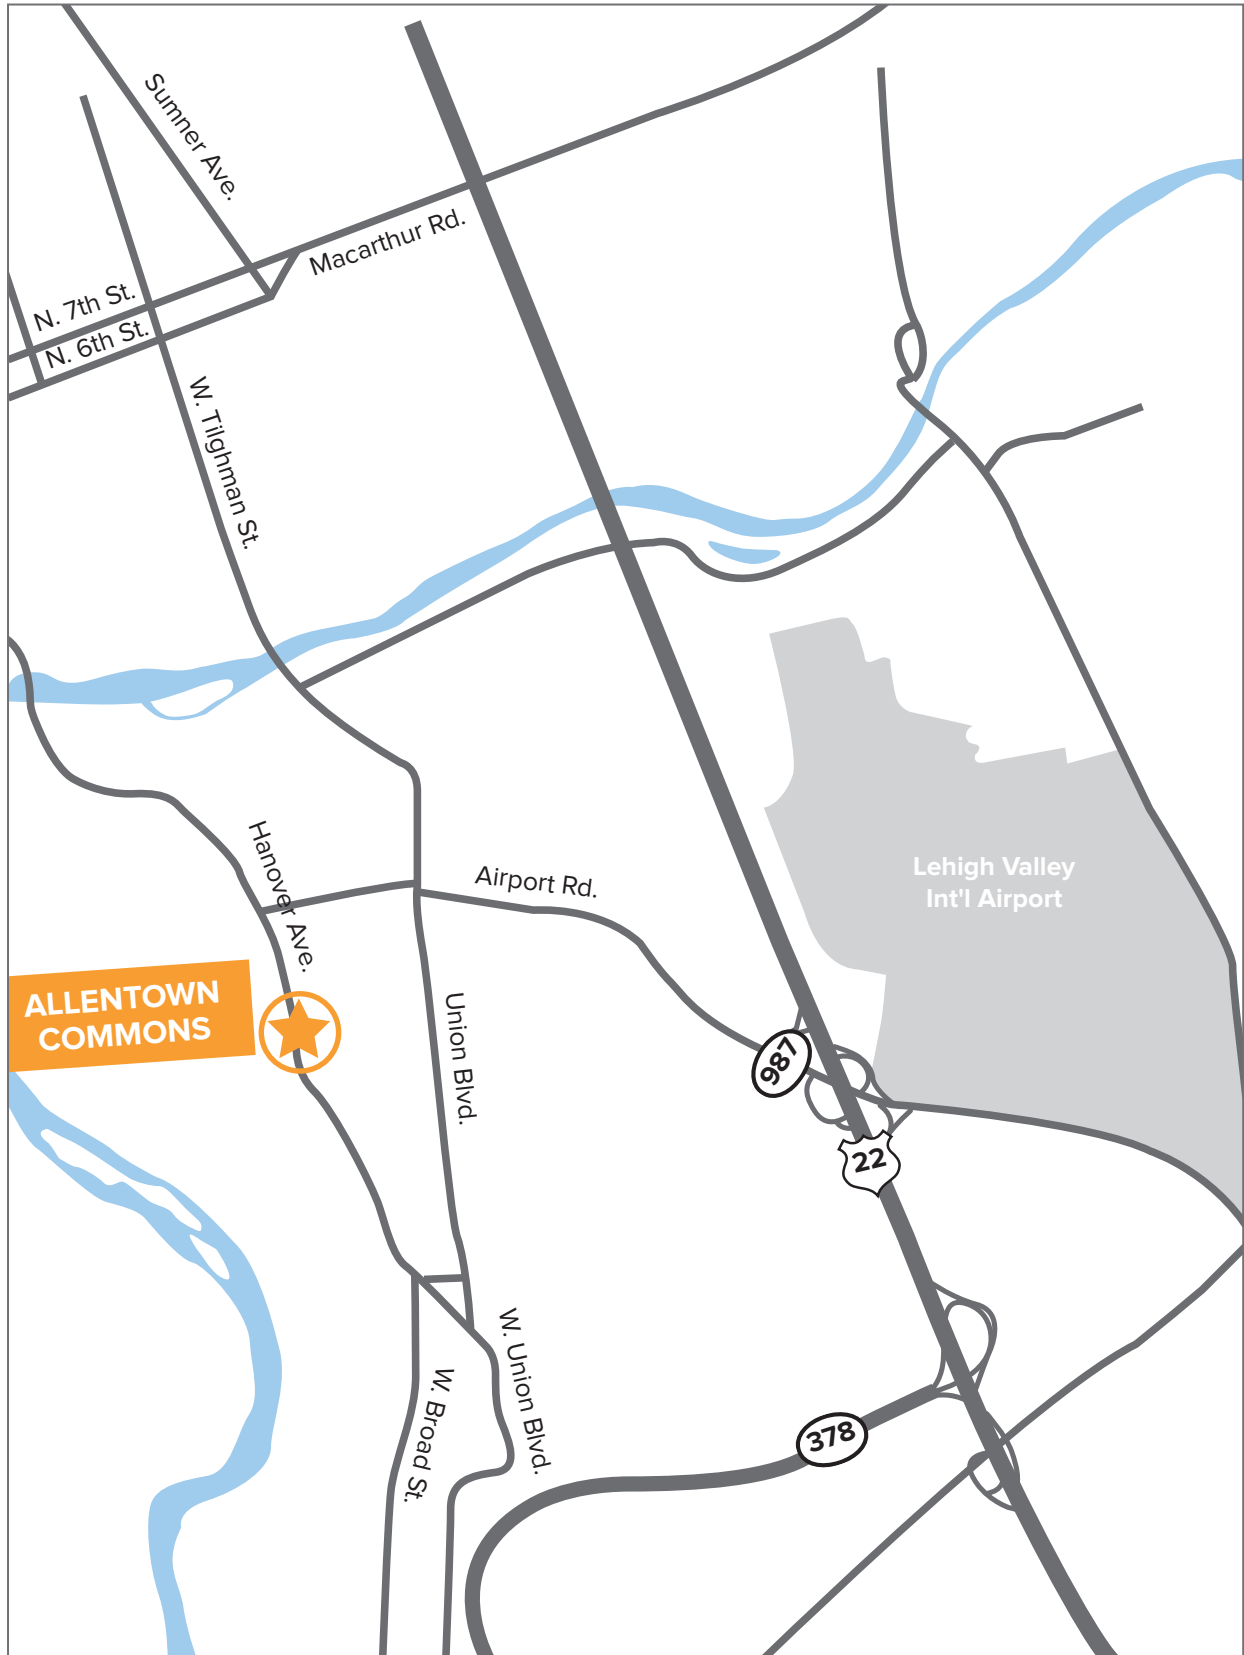 Sumner Ave.
Macarthur Rd.
N. 7th St.
N. 6th St.
W. Tilghman St.
Hanover Ave.
Airport Rd.
Lehigh Valley
Int'l Airport
ALLENTOWN
COMMONS
Union Blvd.
987
22
W. Union Blvd.
W. Broad St.
378